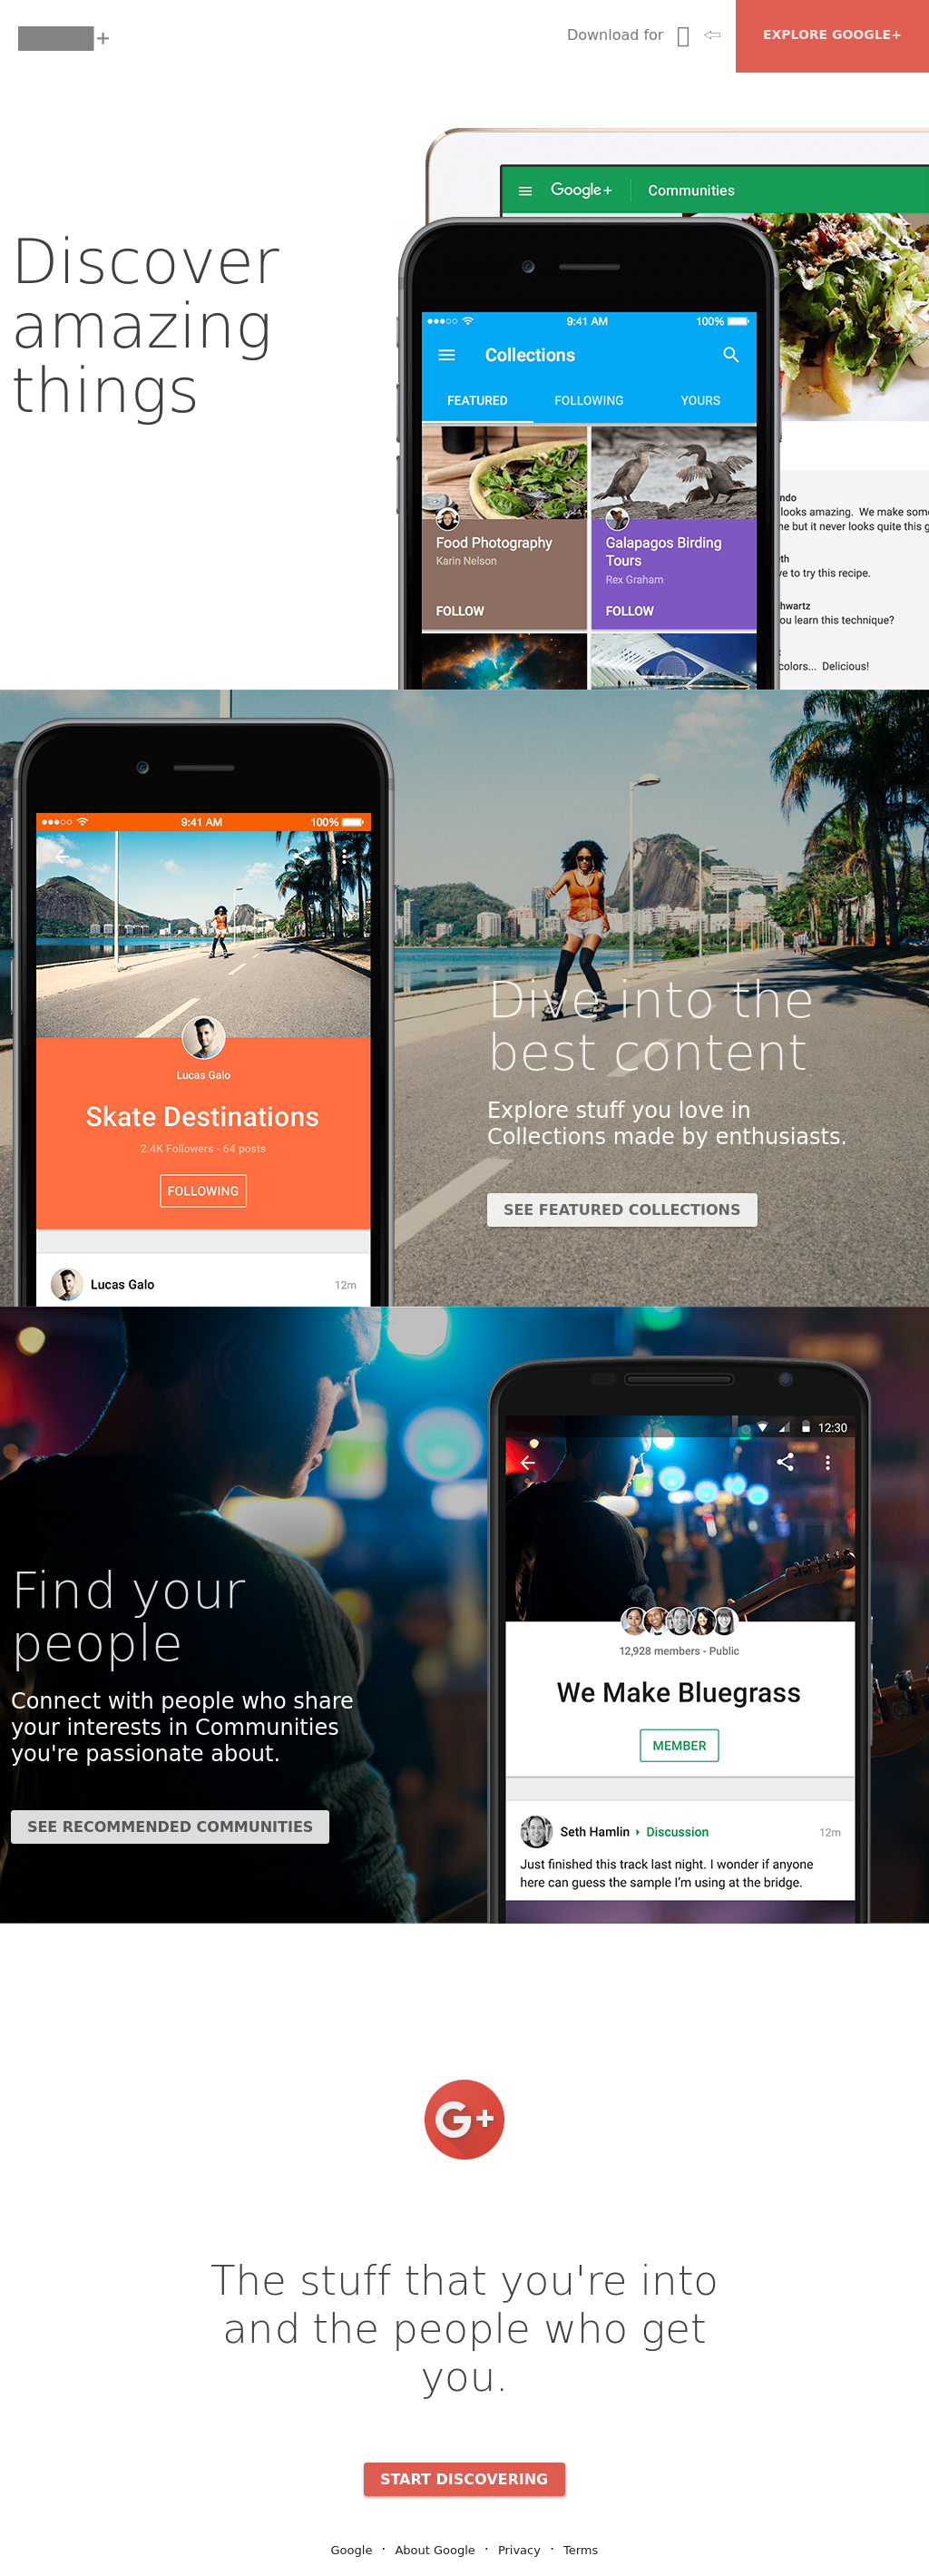 +
Download for
EXPLORE GOOGLE+
Google+
Communities
Discover
amazing
things
9:41 AM
100%
Collections
FEATURED
FOLLOWING
YOURS
Food Photography
Karin Nelson
FOLLOW
Galapagos Birding
Tours
Rex Graham
FOLLOW
ndo
looks amazing. We make som
ne but it never looks quite this g
th
ve to try this recipe.
hwartz
ou learn this technique?
colors... Delicious!
9:41 AM
100%
Lucas Galo
Skate Destinations
2.4K Followers - 64 posts
FOLLOWING
Lucas Galo
12m
Dive into the
best content
Explore stuff you love in
Collections made by enthusiasts.
SEE FEATURED COLLECTIONS
Find your
people
Connect with people who share
your interests in Communities
you're passionate about.
SEE RECOMMENDED COMMUNITIES
12:30
12,928 members - Public
We Make Bluegrass
MEMBER
Seth Hamlin
Discussion
12m
Just finished this track last night. I wonder if anyone
here can guess the sample I'm using at the bridge.
G+
The stuff that you're into
and the people who get
you.
START DISCOVERING
Google · About Google · Privacy · Terms